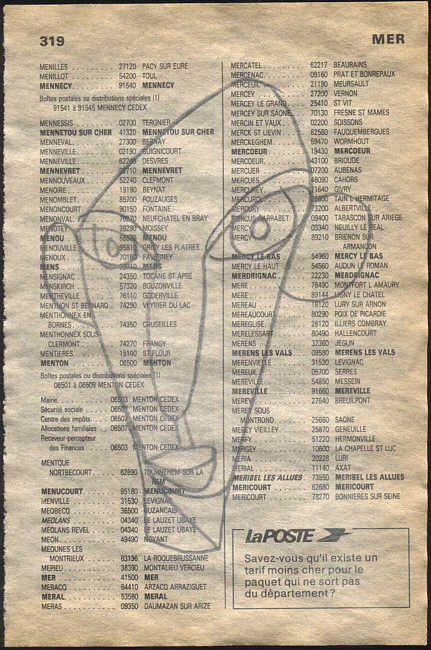 319
MER
MENILLES 27120 PACY SUR EURE
MENILLOT 54200 TOUL
MENNECY 91540 MENNECY
Boîtes postales ou distributions spéciales (1)
91541 à 91545 MENNECY CEDEX
MENNESSIS 02700 TERGNIER
MENNETOU SUR CHER 41320 MENNETOU SUR CHER
MENNEVAL 27300 BERNAY
MENNEVILLE 02190 GUIGNICOURT
MENNEVILLE 62240 DESVRES
MENNEVRET MENNEVRET
MENNOUVEAUX 52240 CLEFMONT
MENOIRE 19190 BEYNAT
MENOMBLET 85700 POUZAUGES
MENONCOURT 90150 FONTAINE
NEUFCHATEL EN BRAY
39290 MOISSEY
MENOU MENOU
MENOUVILLE
MENOUX FAVERNEY
MENS MENS
MENSIGNAC 24350 TOCANE ST APRE
MENSKIRCH 57320 BOUZONVILLE
MENTHEVILLE 76110 GODERVILLE
MENTHON ST BERNARD 74290 VEYRIER DU LAC
MENTHONNEX EN
BORNES 74350 CRUSEILLES
MENTHONNEX SOUS
CLERMONT 74270 FRANGY
MENTIERES 15100 ST FLOUR
MENTON 06500 MENTON
Boîtes postales ou distributions spéciales (1)
06501 à 06509 MENTON CEDEX
Mairie MENTON CEDEX
Sécurité sociale MENTON CEDEX
Centre des impôts MENTON CEDEX
Allocations familiales MENTON CEDEX
Receveur-percepteur
des Finances 06503 MENTON CEDEX
MENTQUE
NORTBECOURT 62890 TOURNEHEM SUR LA
HEM
MENUCOURT 95180 MENUCOURT
MENVILLE 31530 LEVIGNAC
MEOBECQ 36500 BUZANCAIS
MEOLANS 04340 LE LAUZET UBAYE
MEOLANS REVEL 04340 LE LAUZET UBAYE
MEON 49490 NOYANT
MEOUNES LES
MONTRIEUX 83136 LA ROQUEBRUSSANNE
MEPIEU 38390 MONTALIEU VERCIEU
MER 41500 MER
MERACQ 64410 ARZACQ ARRAZIGUET
MERAL 53580 MERAL
MERAS 09350 DAUMAZAN SUR ARIZE
MERCATEL 62217 BEAURAINS
MERCENAC 09160 PRAT ET BONREPAUX
MERCEUIL 21190 MEURSAULT
MERCEY 27200 VERNON
MERCEY LE GRAND 25410 ST VIT
MERCEY SUR SAONE 70130 FRESNE ST MAMES
MERCIN ET VAUX 02200 SOISSONS
MERCK ST LIEVIN 62560 FAUQUEMBERGUES
MERCKEGHEM 59470 WORMHOUT
MERCOEUR 19430 MERCOEUR
MERCOEUR 43100 BRIOUDE
MERCUER 07200 AUBENAS
MERCUES 46090 CAHORS
MERCUREY 21640 GIVRY
TAIN L HERMITAGE
MERCURY 73200 ALBERTVILLE
09400 TARASCON SUR ARIEGE
MERCY 03340 NEUILLY LE REAL
MERCY 89210 BRIENON SUR
ARMANCON
MERCY LE BAS 54960 MERCY LE BAS
MERCY LE HAUT 54560 AUDUN LE ROMAN
MERDRIGNAC 22230 MERDRIGNAC
MERE 78490 MONTFORT L AMAURY
MERE 89144 LIGNY LE CHATEL
MEREAU 18120 LURY SUR ARNON
MEREAUCOURT 80290 POIX DE PICARDIE
MEREGLISE 28120 ILLIERS COMBRAY
MERELESSART 80490 HALLENCOURT
MERENS 32360 JEGUN
MERENS LES VALS 09580 MERENS LES VALS
MERENVIELLE 31530 LEVIGNAC
MEREUIL 05700 SERRES
MEREVILLE 54850 MESSEIN
MEREVILLE 91660 MEREVILLE
MEREY 27640 BREUILPONT
MEREY SOUS
MONTROND 25660 SAONE
MEREY VIEILLEY 25870 GENEUILLE
MERFY 51220 HERMONVILLE
MERGEY 10600 LA CHAPELLE ST LUC
MERIA 20228 LURI
MERIAL 11140 AXAT
MERIBEL LES ALLUES 73550 MERIBEL LES ALLUES
MERICOURT 62680 MERICOURT
MERICOURT 78270 BONNIERES SUR SEINE
LA POSTE
Savez-vous qu'il existe un
tarif moins cher pour le
paquet qui ne sort pas
du département ?